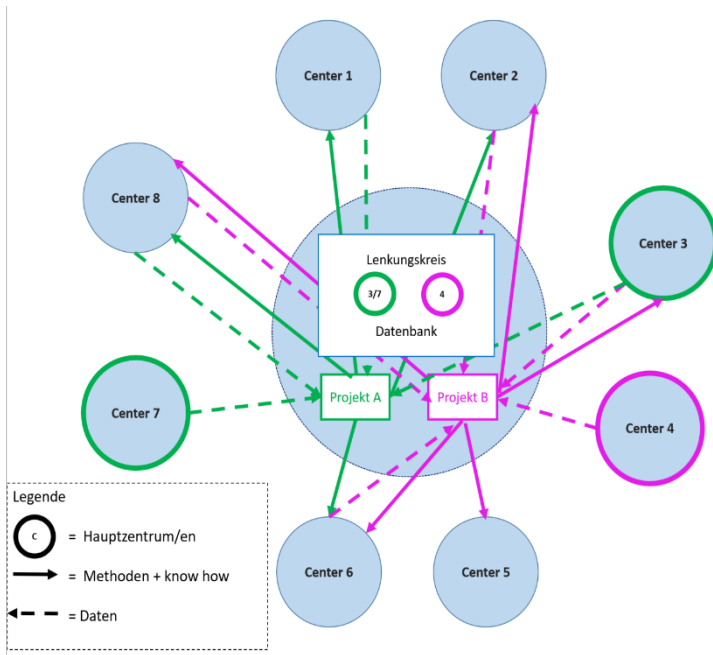 Center 1
Center 2
Center 8
Center 3
Lenkungskreis
3/7
4
Datenbank
Projekt A
Projekt B
Center 7
Center 4
Center 6
Center 5
Legende
C = Hauptzentrum/en
= Methoden + know how
= Daten